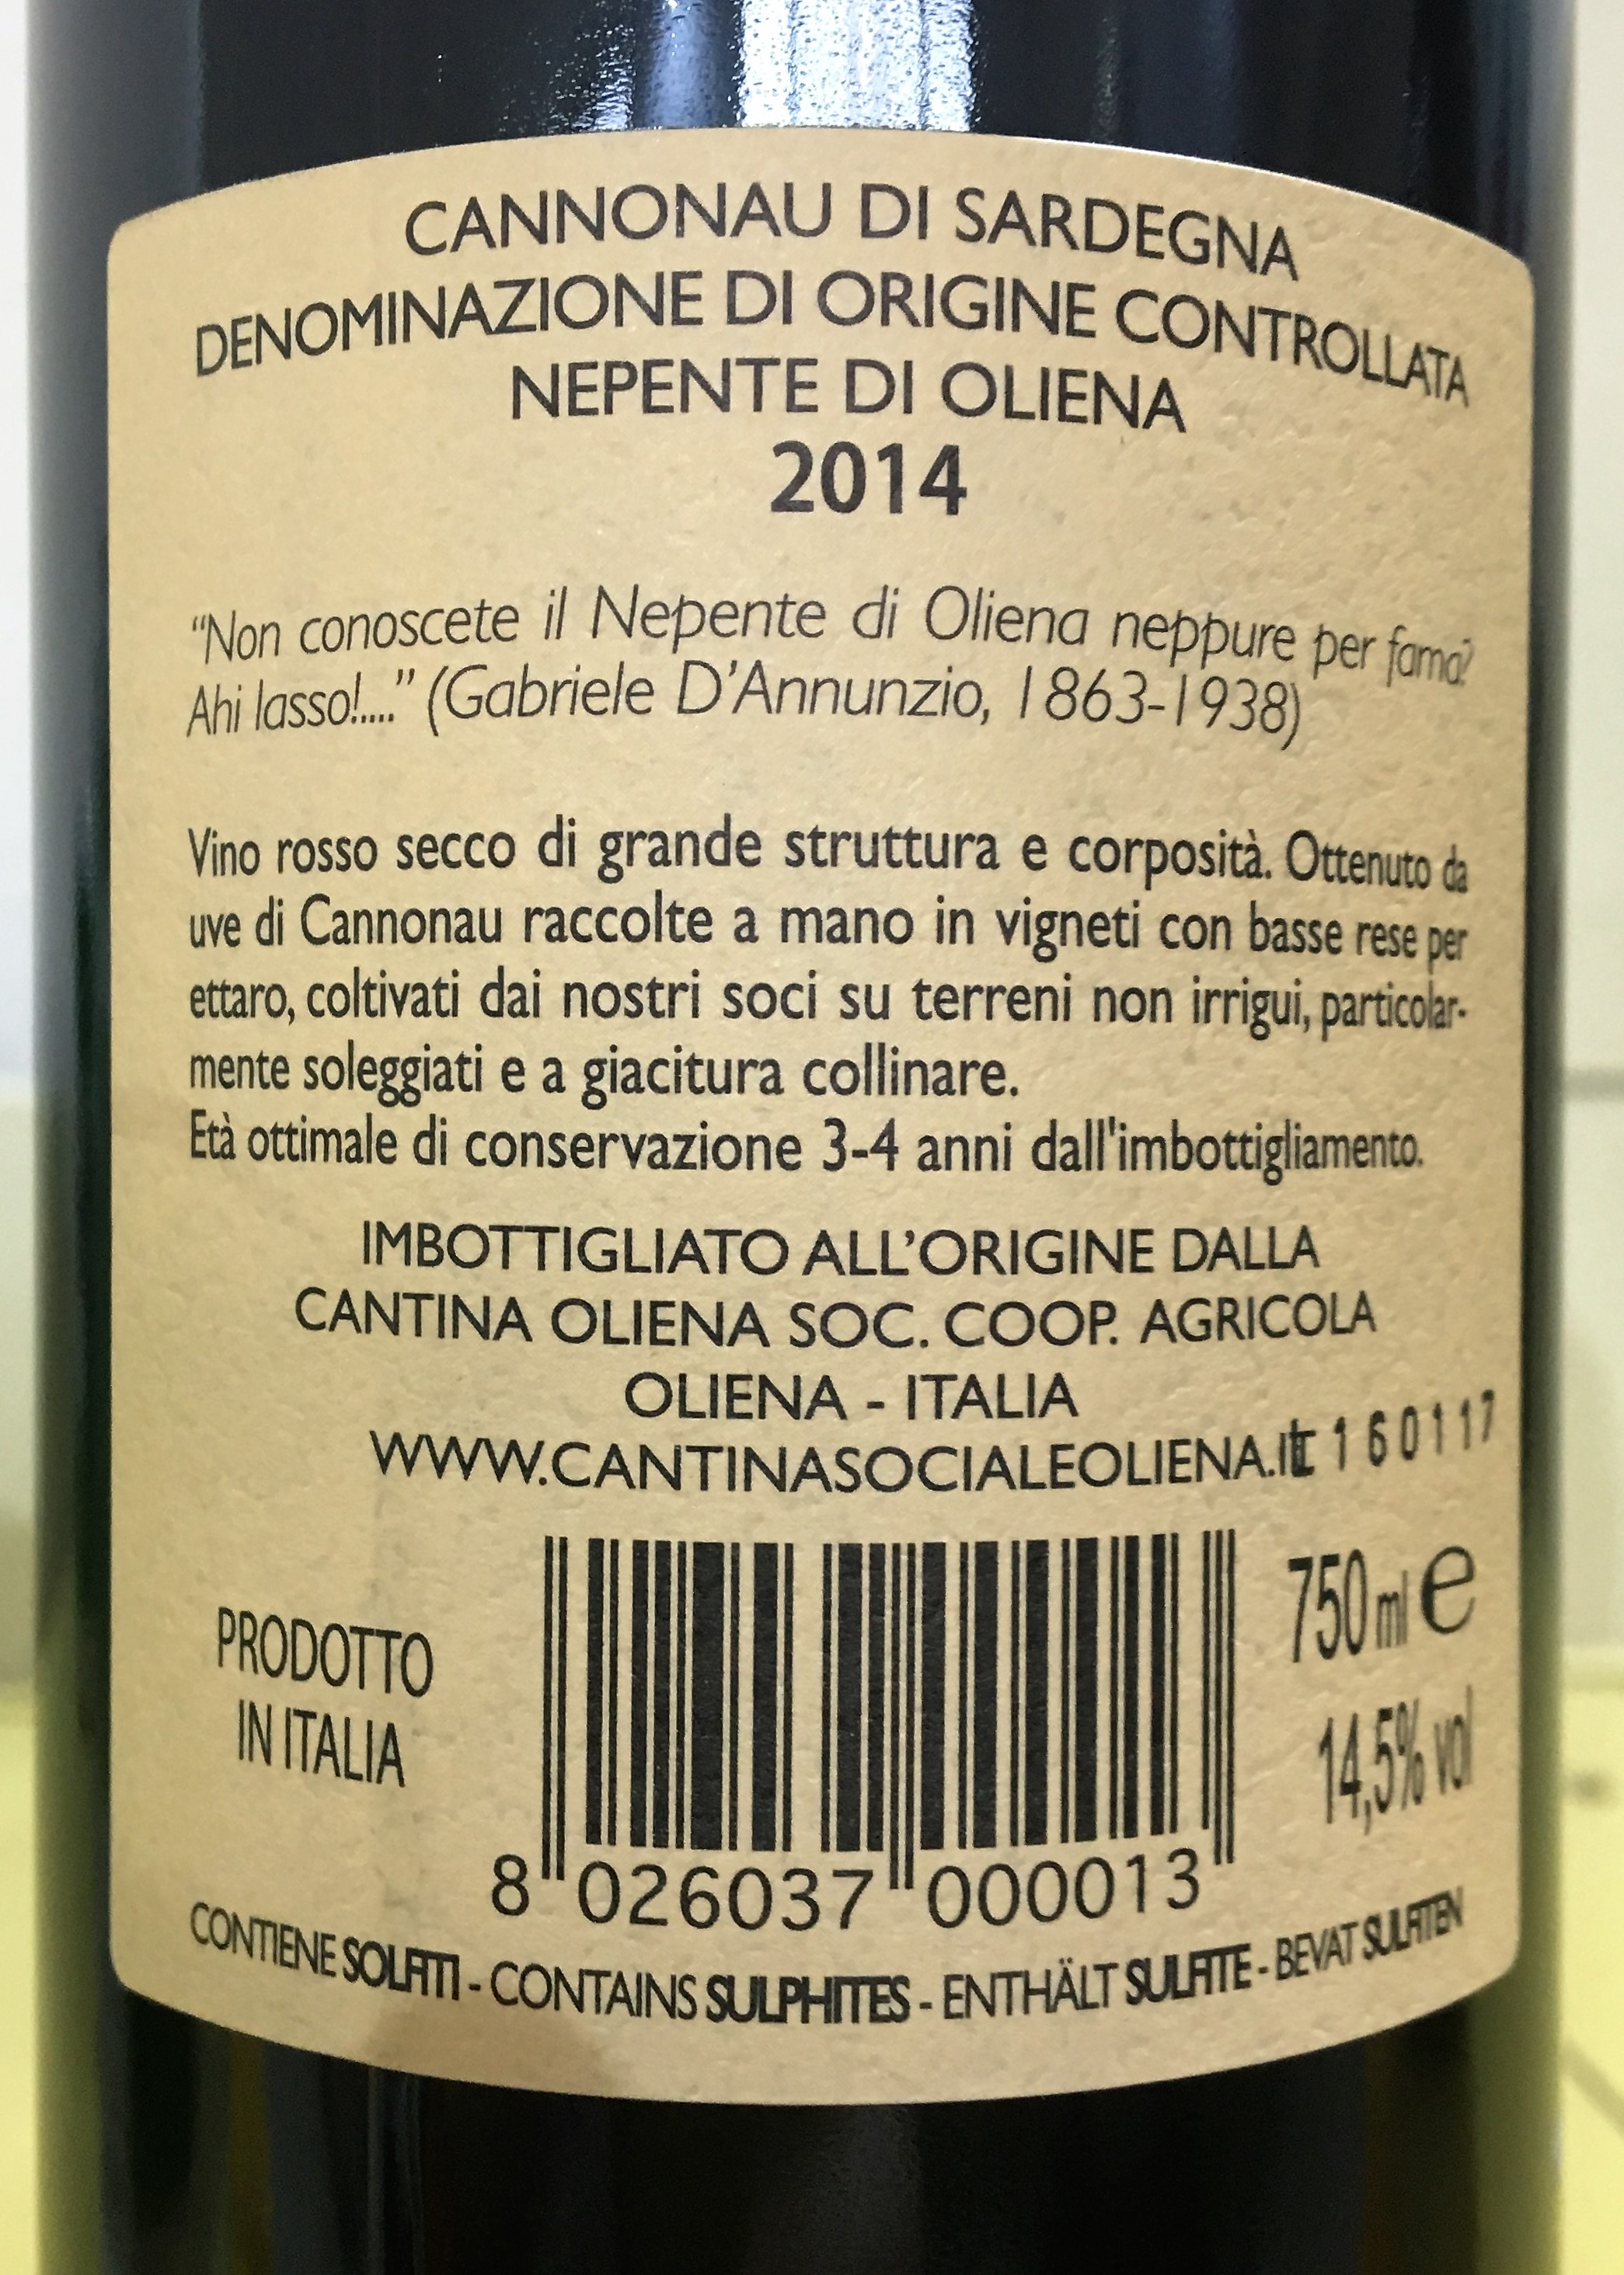 CANNONAU DI SARDEGNA
DENOMINAZIONE DI ORIGINE CONTROLLATA
NEPENTE DI OLIENA
2014
“Non conoscete il Nepente di Oliena neppure per fama?
Ahi lasso!....” (Gabriele D’Annunzio, 1863-1938)
Vino rosso secco di grande struttura e corposità. Ottenuto da
uve di Cannonau raccolte a mano in vigneti con basse rese per
ettaro, coltivati dai nostri soci su terreni non irrigui, particolar-
mente soleggiati e a giacitura collinare.
Età ottimale di conservazione 3-4 anni dall'imbottigliamento.
IMBOTTIGLIATO ALL’ORIGINE DALLA
CANTINA OLIENA SOC. COOP. AGRICOLA
OLIENA - ITALIA
WWW.CANTINASOCIALEOLIENA.IT
L 160117
PRODOTTO
IN ITALIA
8 026037 000013
750 ml e
14,5% vol
CONTIENE SOLFITI - CONTAINS SULPHITES - ENTHÄLT SULFITE - BEVAT SULFITEN